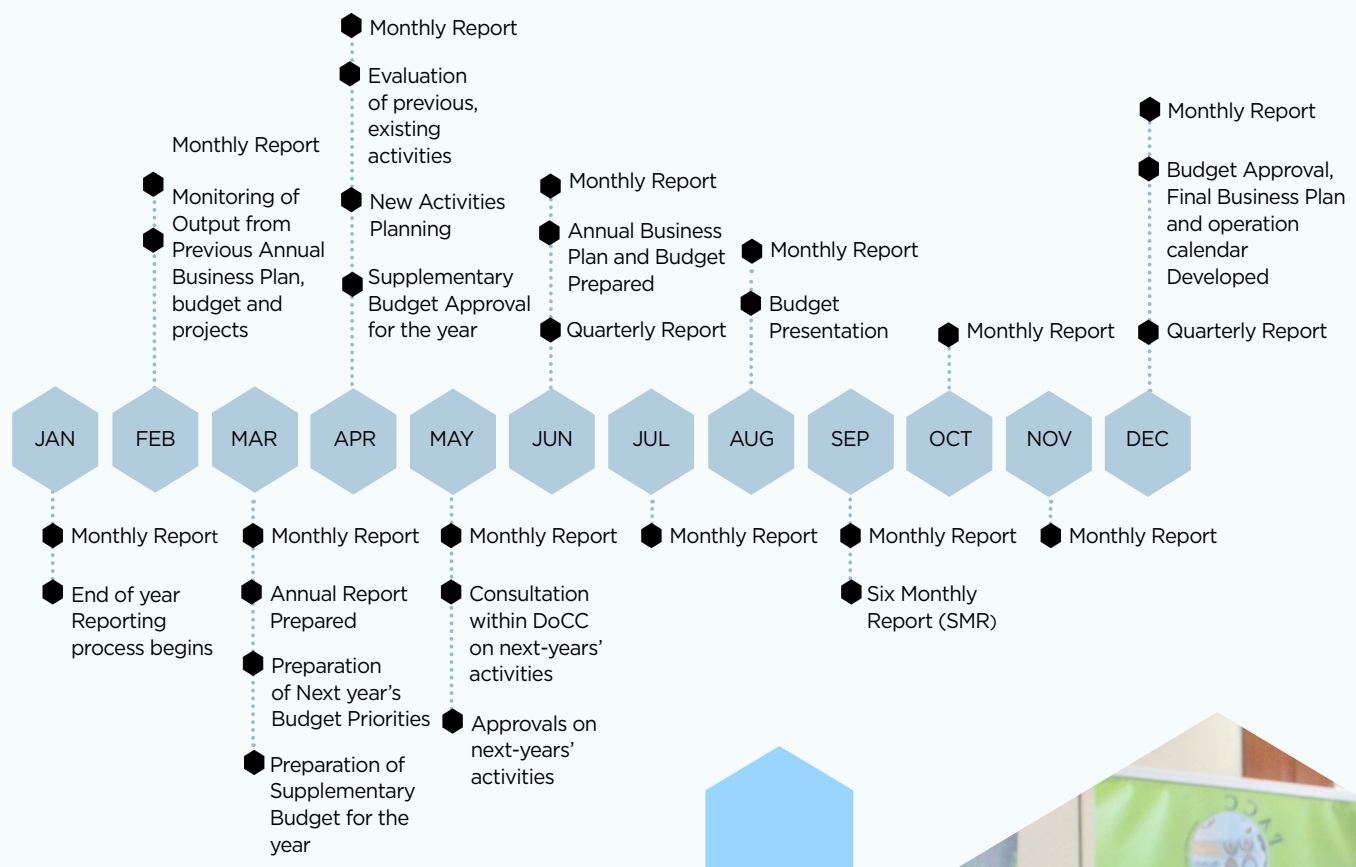 Monthly Report
Evaluation
of previous,
existing
activities
New Activities
Planning
Supplementary
Budget Approval
for the year
Monthly Report
Monitoring of
Output from
Previous Annual
Business Plan,
budget and
projects
Monthly Report
Annual Business
Plan and Budget
Prepared
Quarterly Report
Monthly Report
Budget
Presentation
Monthly Report
Monthly Report
Budget Approval,
Final Business Plan
and operation
calendar
Developed
Quarterly Report
JAN
FEB
MAR
APR
MAY
JUN
JUL
AUG
SEP
OCT
NOV
DEC
Monthly Report
End of year
Reporting
process begins
Monthly Report
Annual Report
Prepared
Preparation
of Next year's
Budget Priorities
Preparation of
Supplementary
Budget for the
year
Monthly Report
Consultation
within DoCC
on next-years'
activities
Approvals on
next-years'
activities
Monthly Report
Monthly Report
Six Monthly
Report (SMR)
Monthly Report